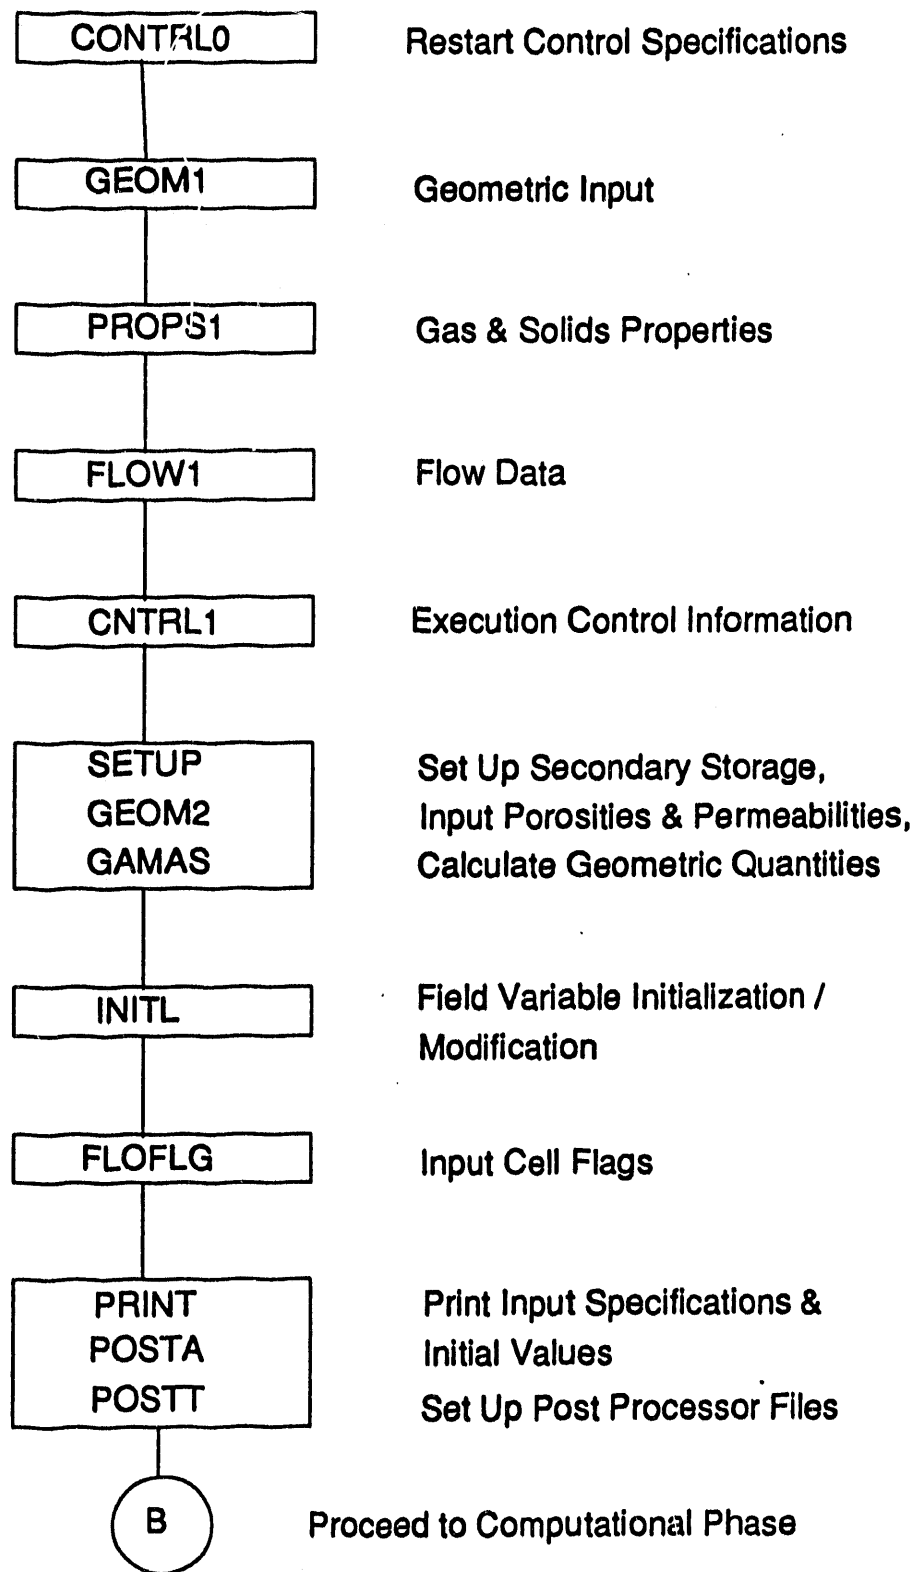 CONTRL0 Restart Control Specifications
GEOM1 Geometric Input
PROPS1 Gas & Solids Properties
FLOW1 Flow Data
CNTRL1 Execution Control Information
SETUP Set Up Secondary Storage,
GEOM2 Input Porosities & Permeabilities,
GAMAS Calculate Geometric Quantities
INITL Field Variable Initialization /
Modification
FLOFLG Input Cell Flags
PRINT Print Input Specifications &
POSTA Initial Values
POSTT Set Up Post Processor Files
B Proceed to Computational Phase